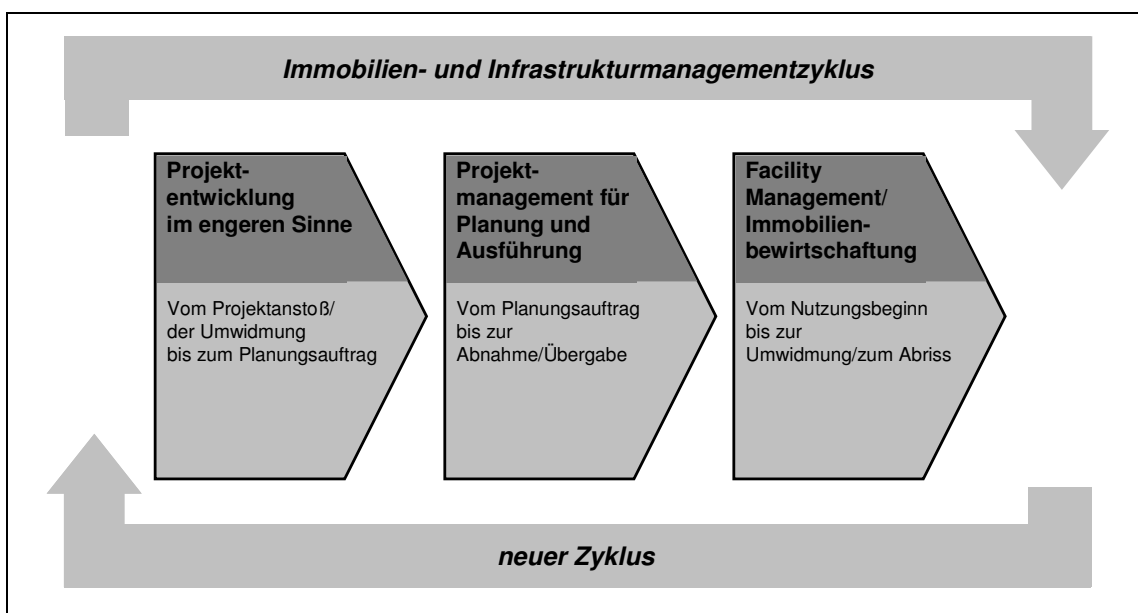 Immobilien- und Infrastrukturmanagementzyklus
Projekt-
entwicklung
im engeren Sinne
Vom Projektanstoß/
der Umwidmung
bis zum Planungsauftrag
Projekt-
management für
Planung und
Ausführung
Vom Planungsauftrag
bis zur
Abnahme/Übergabe
Facility
Management/
Immobilien-
bewirtschaftung
Vom Nutzungsbeginn
bis zur
Umwidmung/zum Abriss
neuer Zyklus